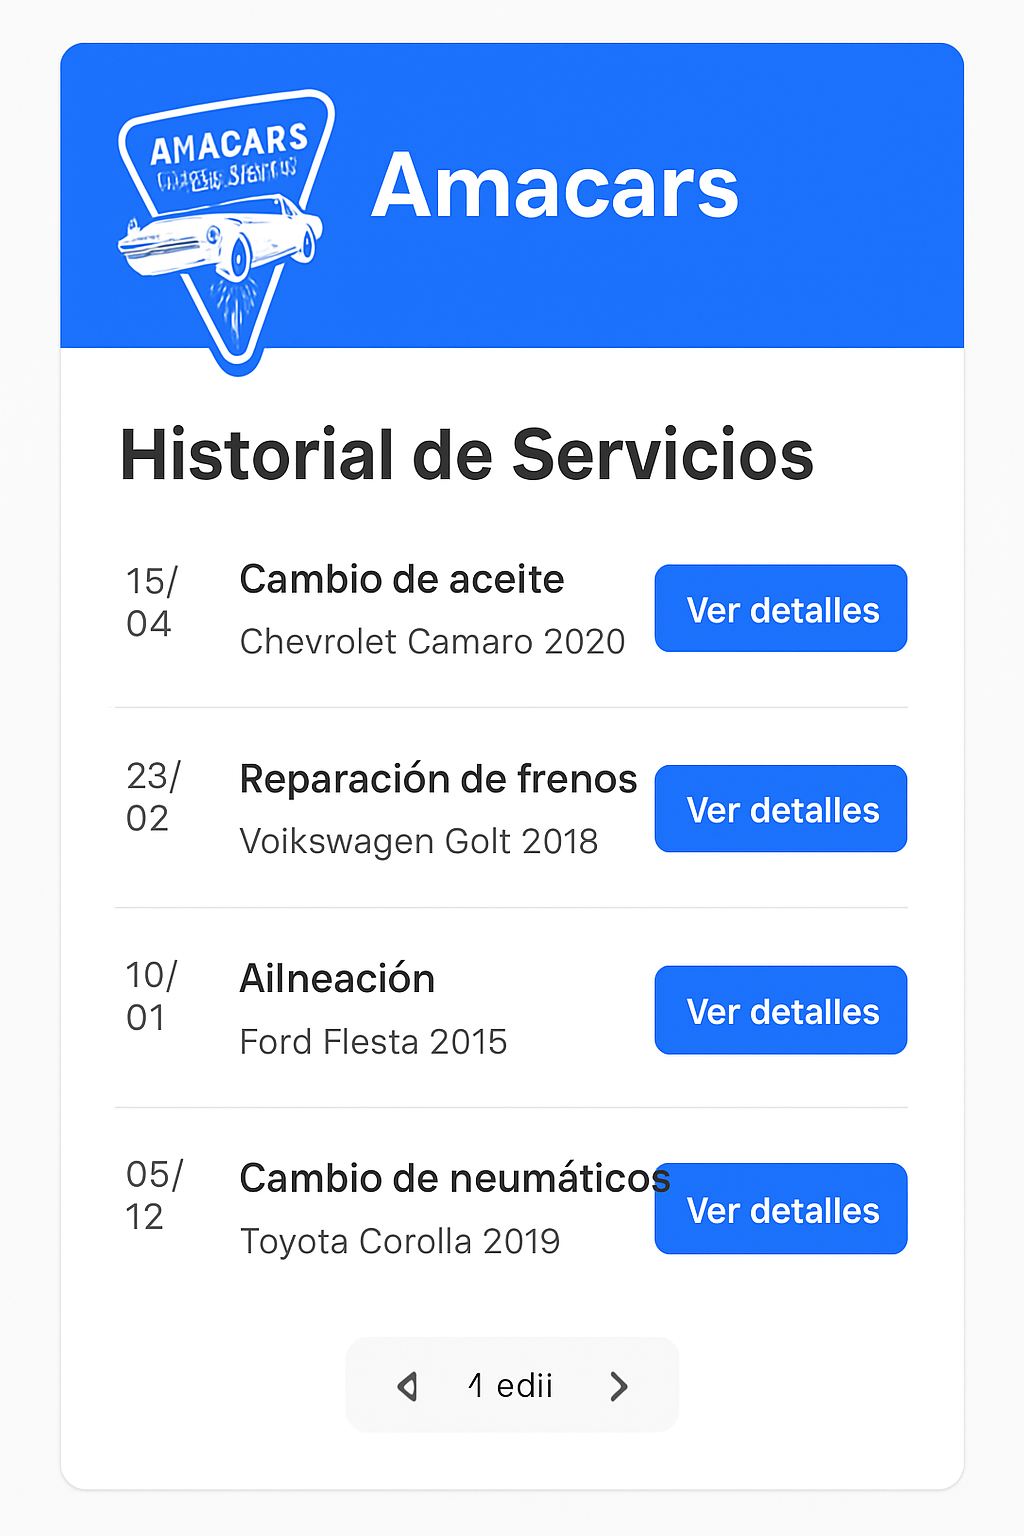 AMACARS
Amacars
Historial de Servicios
15/
04
Cambio de aceite
Chevrolet Camaro 2020
Ver detalles
23/
02
Reparación de frenos
Voikswagen Golt 2018
Ver detalles
10/
01
Ailneación
Ford Flesta 2015
Ver detalles
05/
12
Cambio de neumáticos
Toyota Corolla 2019
Ver detalles
1 edii